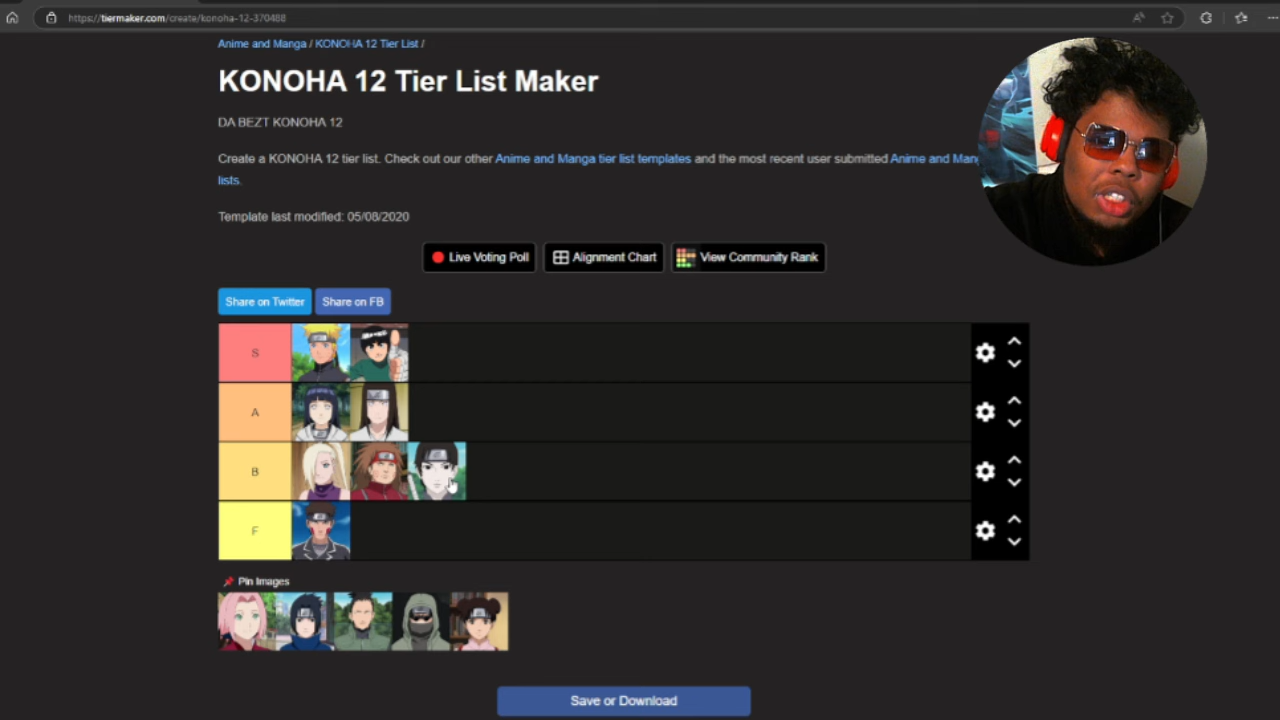 https://tiermaker.com/create/konoha-12-370488
Anime and Manga / KONOHA 12 Tier List /
KONOHA 12 Tier List Maker
DA BEZT KONOHA 12
Create a KONOHA 12 tier list. Check out our other Anime and Manga tier list templates and the most recent user submitted Anime and Mang
lists.
Template last modified: 05/08/2020
Live Voting Poll Alignment Chart View Community Rank
Share on Twitter Share on FB
S
A
B
F
Pin Images
Save or Download